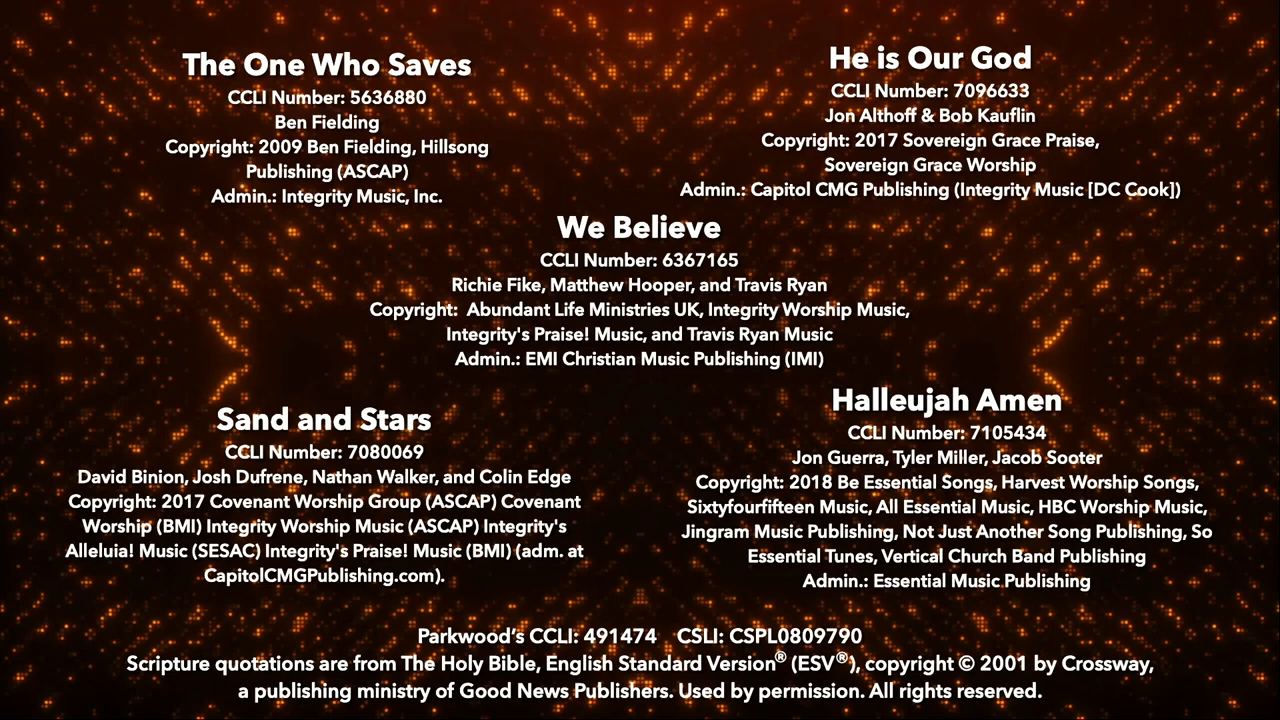 The One Who Saves
CCLI Number: 5636880
Ben Fielding
Copyright: 2009 Ben Fielding, Hillsong
Publishing (ASCAP)
Admin.: Integrity Music, Inc.
He is Our God
CCLI Number: 7096633
Jon Althoff & Bob Kauflin
Copyright: 2017 Sovereign Grace Praise,
Sovereign Grace Worship
Admin.: Capitol CMG Publishing (Integrity Music [DC Cook])
We Believe
CCLI Number: 6367165
Richie Fike, Matthew Hooper, and Travis Ryan
Copyright:  Abundant Life Ministries UK, Integrity Worship Music,
Integrity's Praise! Music, and Travis Ryan Music
Admin.: EMI Christian Music Publishing (IMI)
Sand and Stars
CCLI Number: 7080069
David Binion, Josh Dufrene, Nathan Walker, and Colin Edge
Copyright: 2017 Covenant Worship Group (ASCAP) Covenant
Worship (BMI) Integrity Worship Music (ASCAP) Integrity's
Alleluia! Music (SESAC) Integrity's Praise! Music (BMI) (adm. at
CapitolCMGPublishing.com).
Halleujah Amen
CCLI Number: 7105434
Jon Guerra, Tyler Miller, Jacob Sooter
Copyright: 2018 Be Essential Songs, Harvest Worship Songs,
Sixtyfourfifteen Music, All Essential Music, HBC Worship Music,
Jingram Music Publishing, Not Just Another Song Publishing, So
Essential Tunes, Vertical Church Band Publishing
Admin.: Essential Music Publishing
Parkwood’s CCLI: 491474    CSLI: CSPL0809790
Scripture quotations are from The Holy Bible, English Standard Version® (ESV®), copyright © 2001 by Crossway,
a publishing ministry of Good News Publishers. Used by permission. All rights reserved.